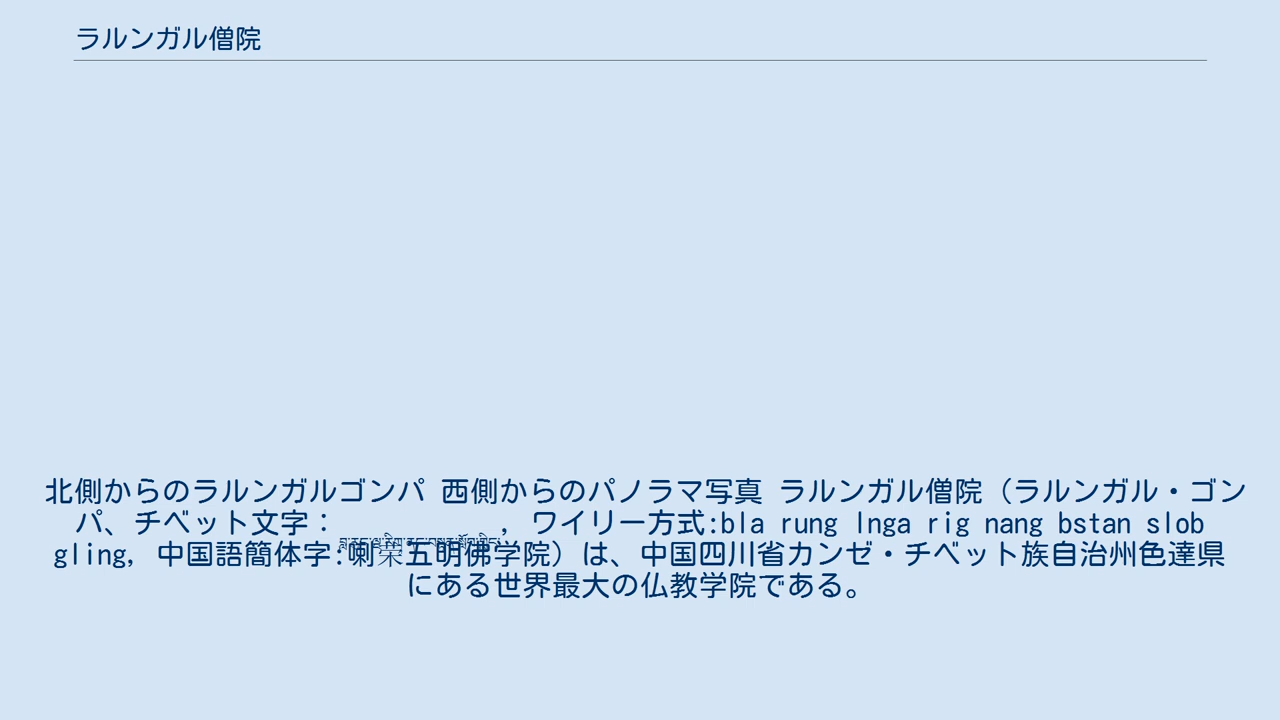 ラルンガル僧院
北側からのラルンガルゴンパ 西側からのパノラマ写真 ラルンガル僧院（ラルンガル・ゴン
パ、チベット文字： , ワイリー方式:bla rung lnga rig nang bstan slob
gling, 中国語簡体字:喇荣五明佛学院）は、中国四川省カンゼ・チベット族自治州色達県
にある世界最大の仏教学院である。